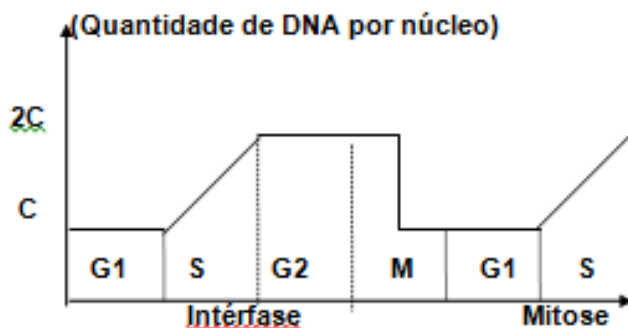 (Quantidade de DNA por núcleo)
2C
C
G1 S G2 M G1 S
Intérfase Mitose